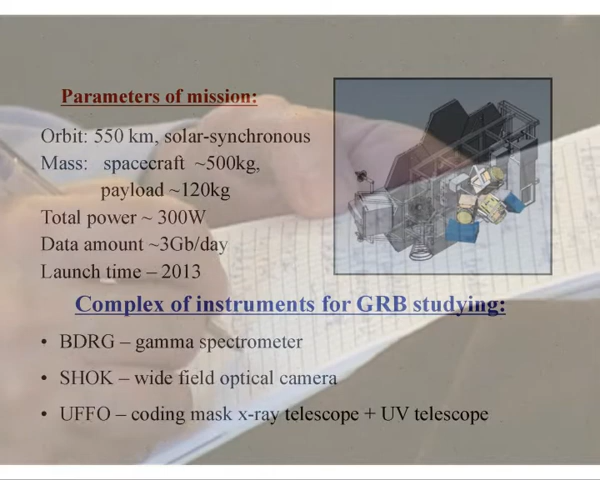 Parameters of mission:
Orbit: 550 km, solar-synchronous
Mass: spacecraft ~500kg,
payload ~120kg
Total power ~ 300W
Data amount ~3Gb/day
Launch time – 2013
Complex of instruments for GRB studying:
• BDRG – gamma spectrometer
• SHOK – wide field optical camera
• UFFO – coding mask x-ray telescope + UV telescope